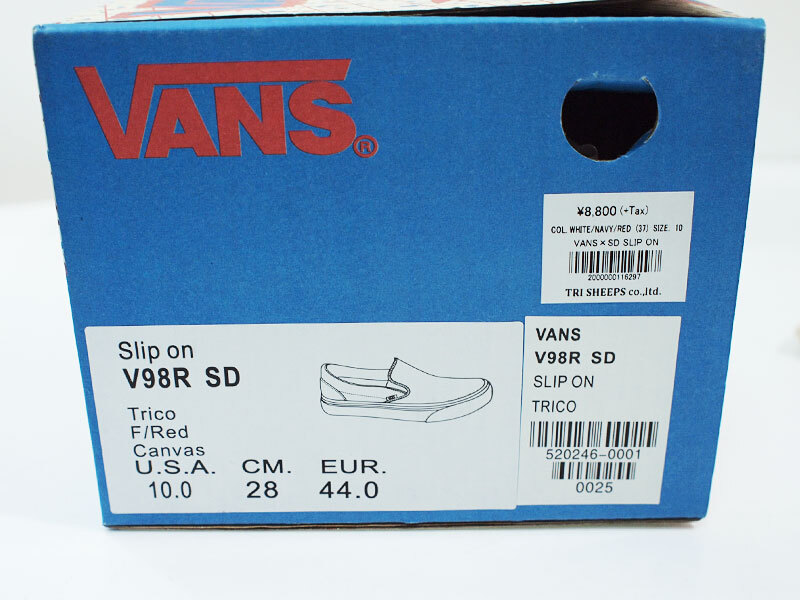 VANS®
¥8,800 (+Tax)
COL. WHITE/NAVY/RED (37) SIZE. 10
VANS×SD SLIP ON
2000000116297
TRI SHEEPS co.,ltd.
Slip on
V98R SD
Trico
F/Red
Canvas
U.S.A. CM. EUR.
10.0 28 44.0
VANS
V98R SD
SLIP ON
TRICO
520246-0001
0025